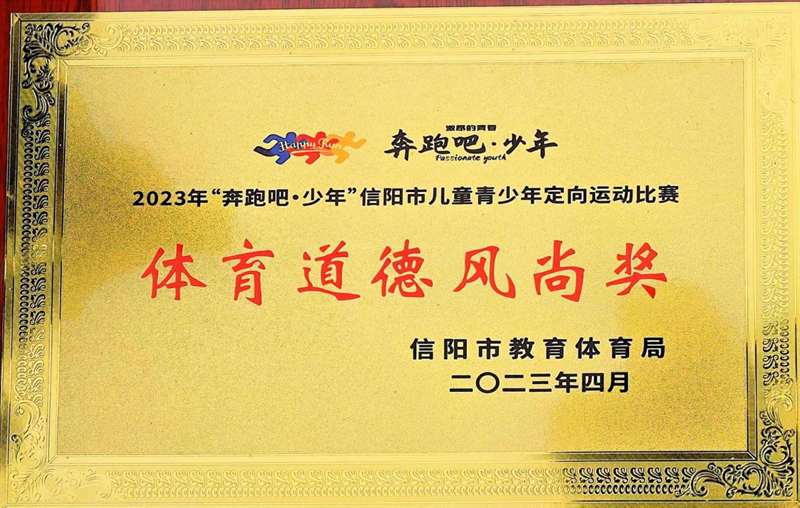 激昂的青春
Happy Run
奔跑吧·少年
Passionate youth
2023年“奔跑吧·少年”信阳市儿童青少年定向运动比赛
体育道德风尚奖
信阳市教育体育局
二〇二三年四月